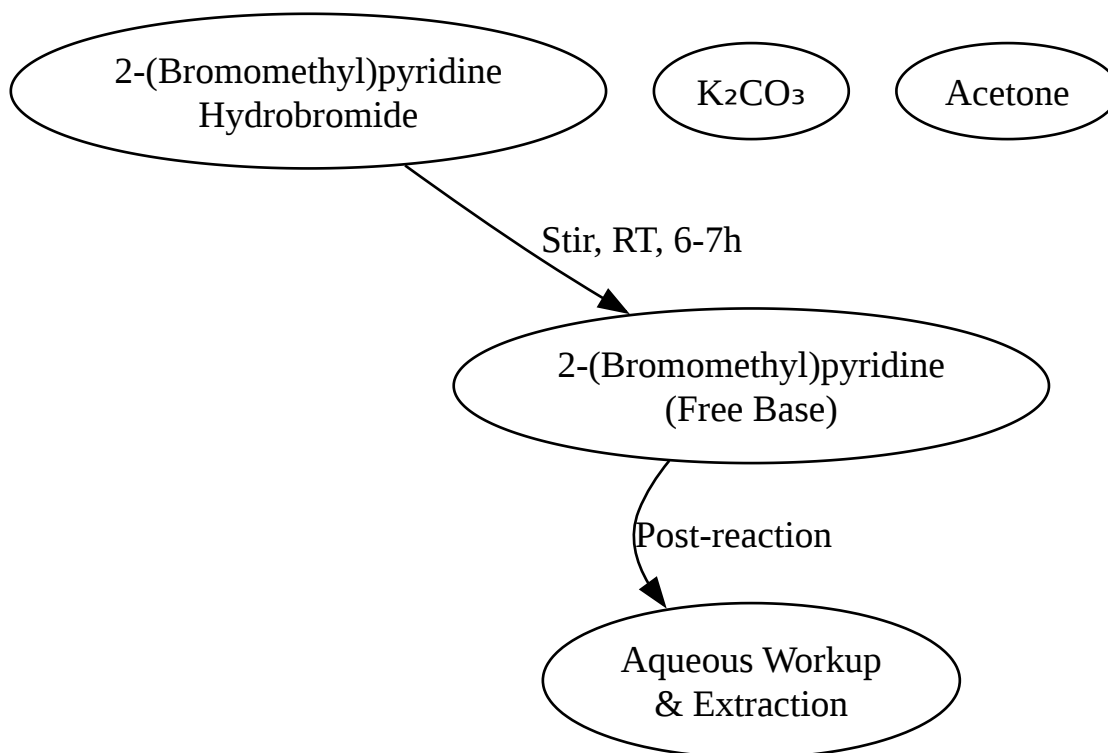 2-(Bromomethyl)pyridine
Hydrobromide
K₂CO₃
Acetone
Stir, RT, 6-7h
2-(Bromomethyl)pyridine
(Free Base)
Post-reaction
Aqueous Workup
& Extraction